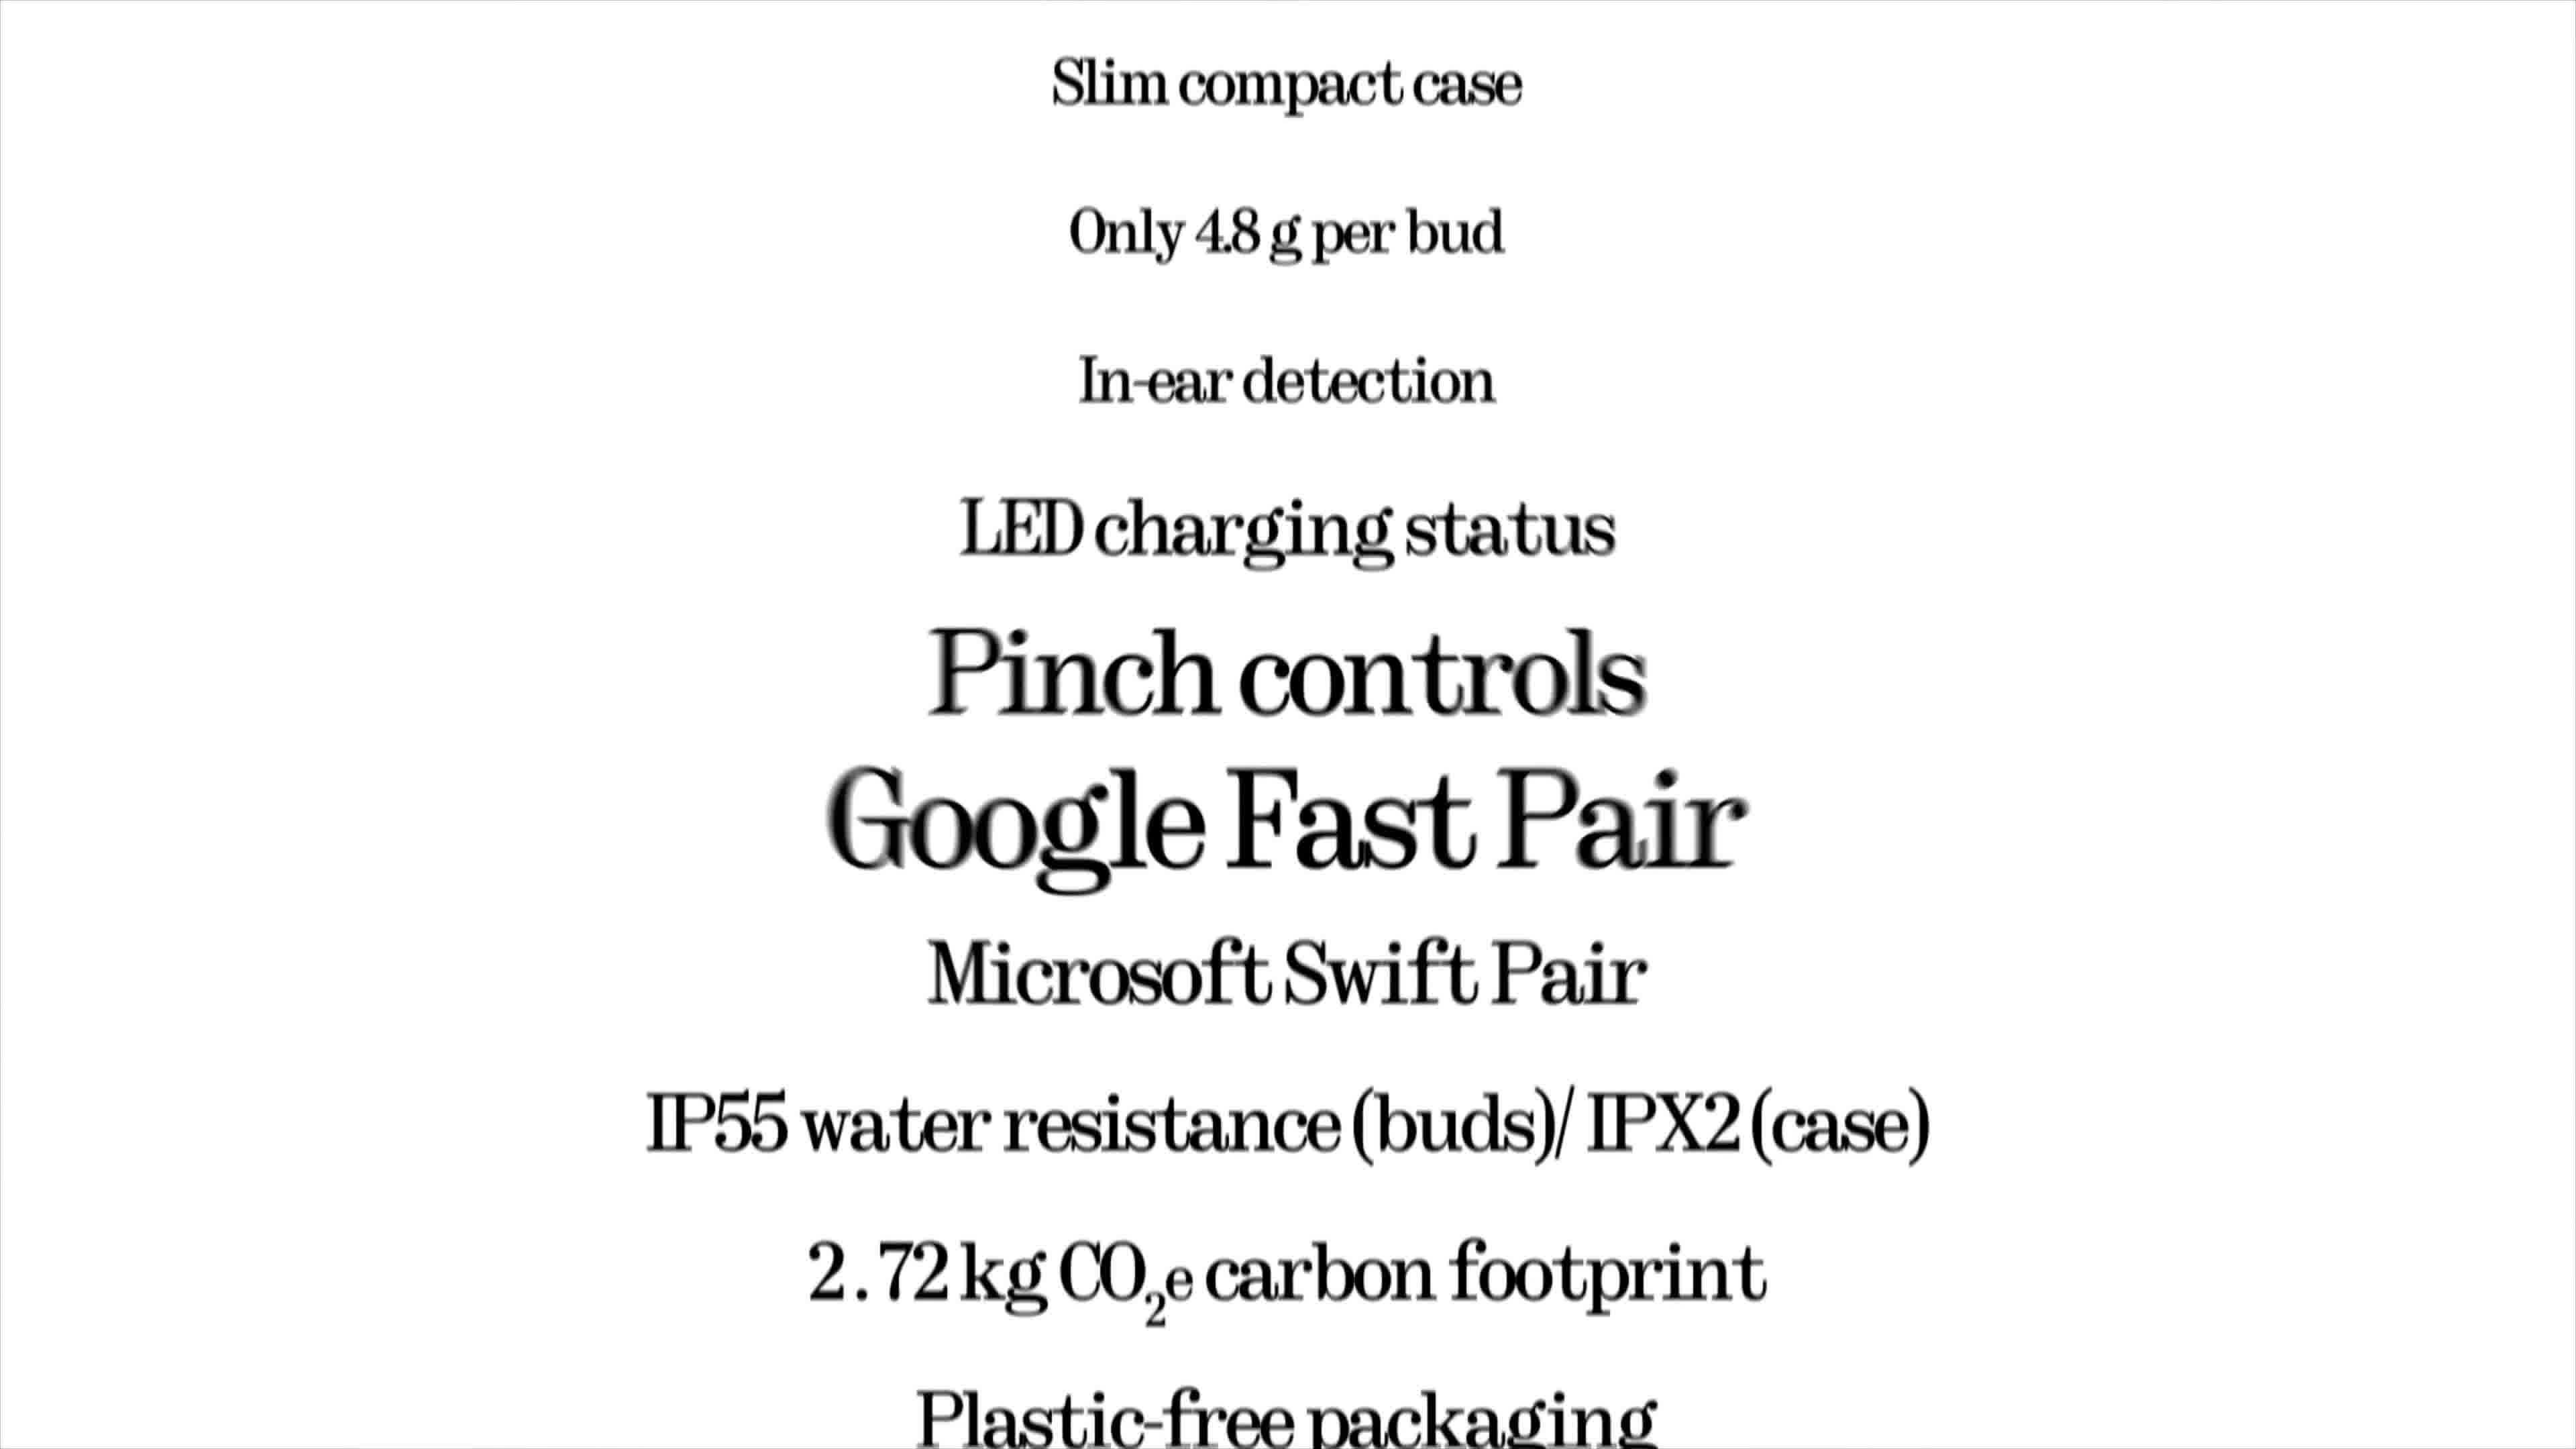 Slim compact case
Only 4.8 g per bud
In-ear detection
LED charging status
Pinch controls
Google Fast Pair
Microsoft Swift Pair
IP55 water resistance (buds)/ IPX2 (case)
2.72 kg CO₂e carbon footprint
Plastic-free packaging